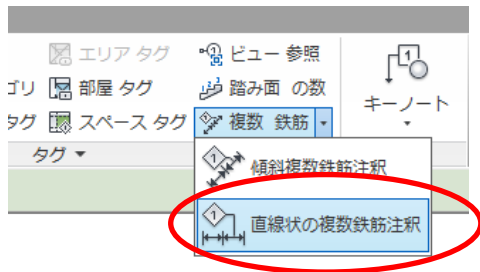 エリア タグ ビュー 参照
ゴリ 部屋 タグ 踏み面 の数
タグ スペース タグ 複数 鉄筋 キーノート
タグ
傾斜複数鉄筋注釈
直線状の複数鉄筋注釈